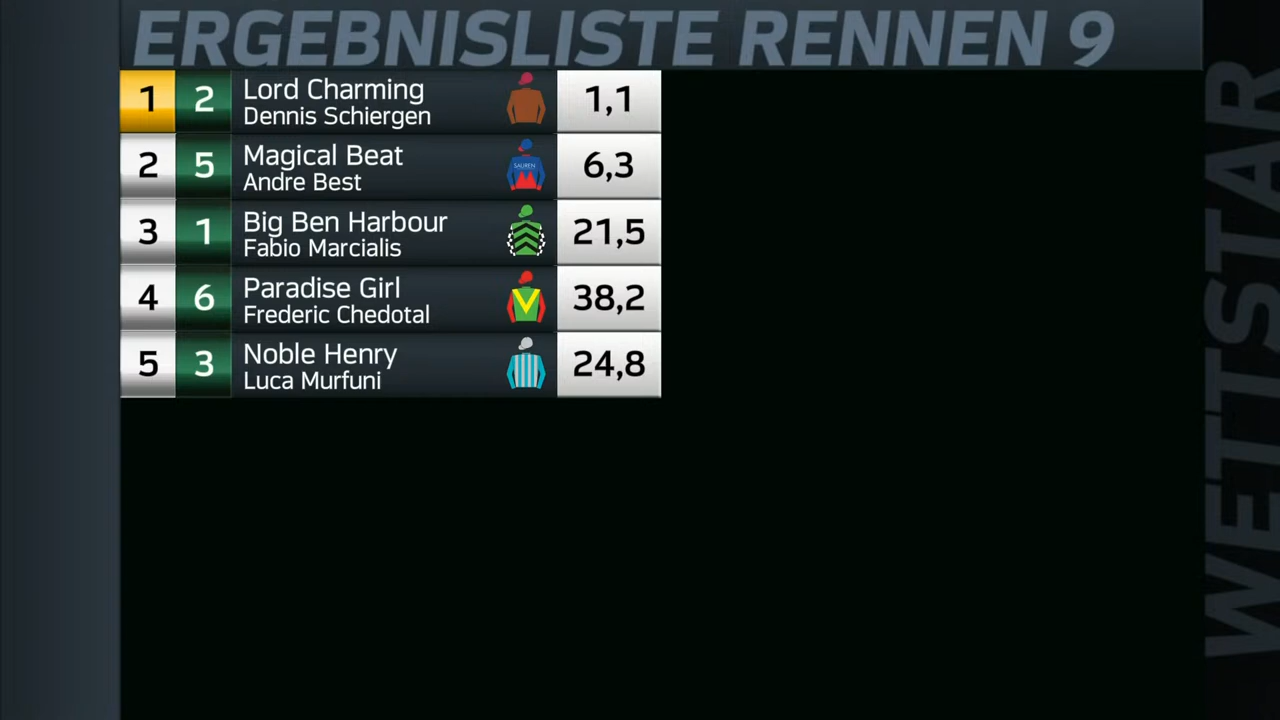 ERGEBNISLISTE RENNEN 9
1 2 Lord Charming 1,1
Dennis Schiergen
2 5 Magical Beat 6,3
Andre Best
SAUREN
3 1 Big Ben Harbour 21,5
Fabio Marcialis
4 6 Paradise Girl 38,2
Frederic Chedotal
5 3 Noble Henry 24,8
Luca Murfuni
WETTSTAR